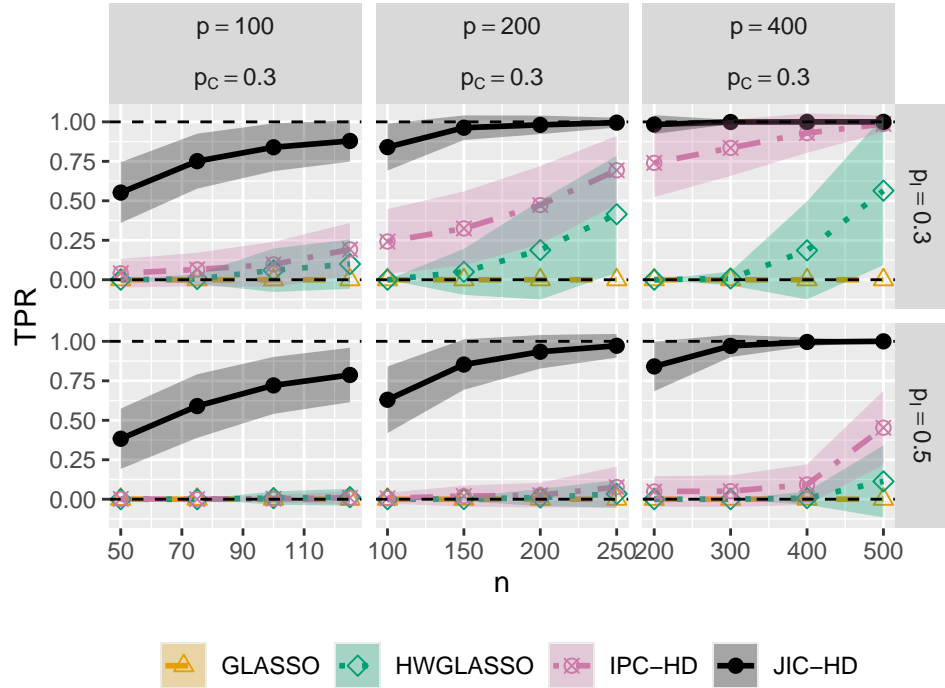 p = 100
p = 200
p = 400
p_C = 0.3
p_C = 0.3
p_C = 0.3
TPR
1.00
0.75
0.50
0.25
0.00
p_I = 0.3
1.00
0.75
0.50
0.25
0.00
p_I = 0.5
50 70 90 110
100 150 200 250
200 300 400 500
n
GLASSO
HWGLASSO
IPC−HD
JIC−HD